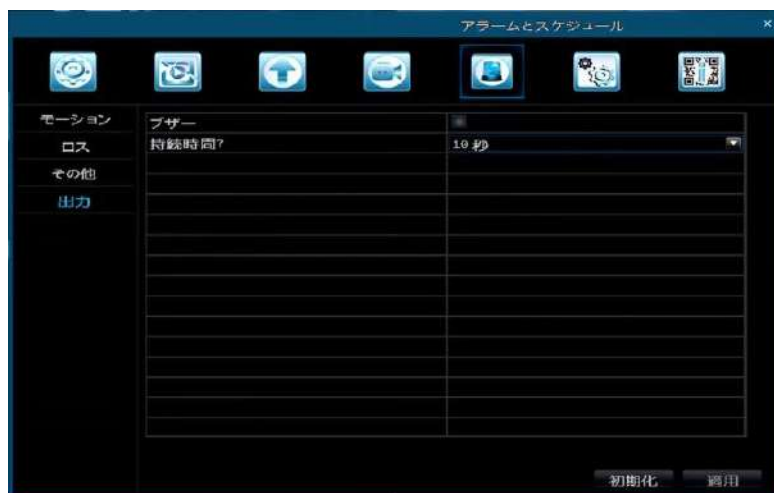 アラームとスケジュール ×
モーション
ロス
その他
出力
ブザー
持続時間? 10 秒
初期化 適用